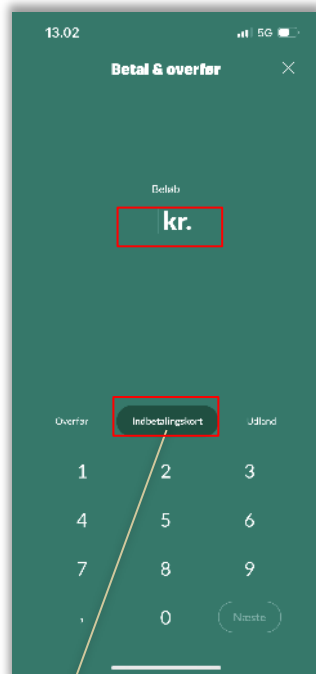 13.02 5G
Betal & overfør
Beløb
kr.
Overfør Indbetalingskort Udland
1 2 3
4 5 6
7 8 9
, 0 Næste